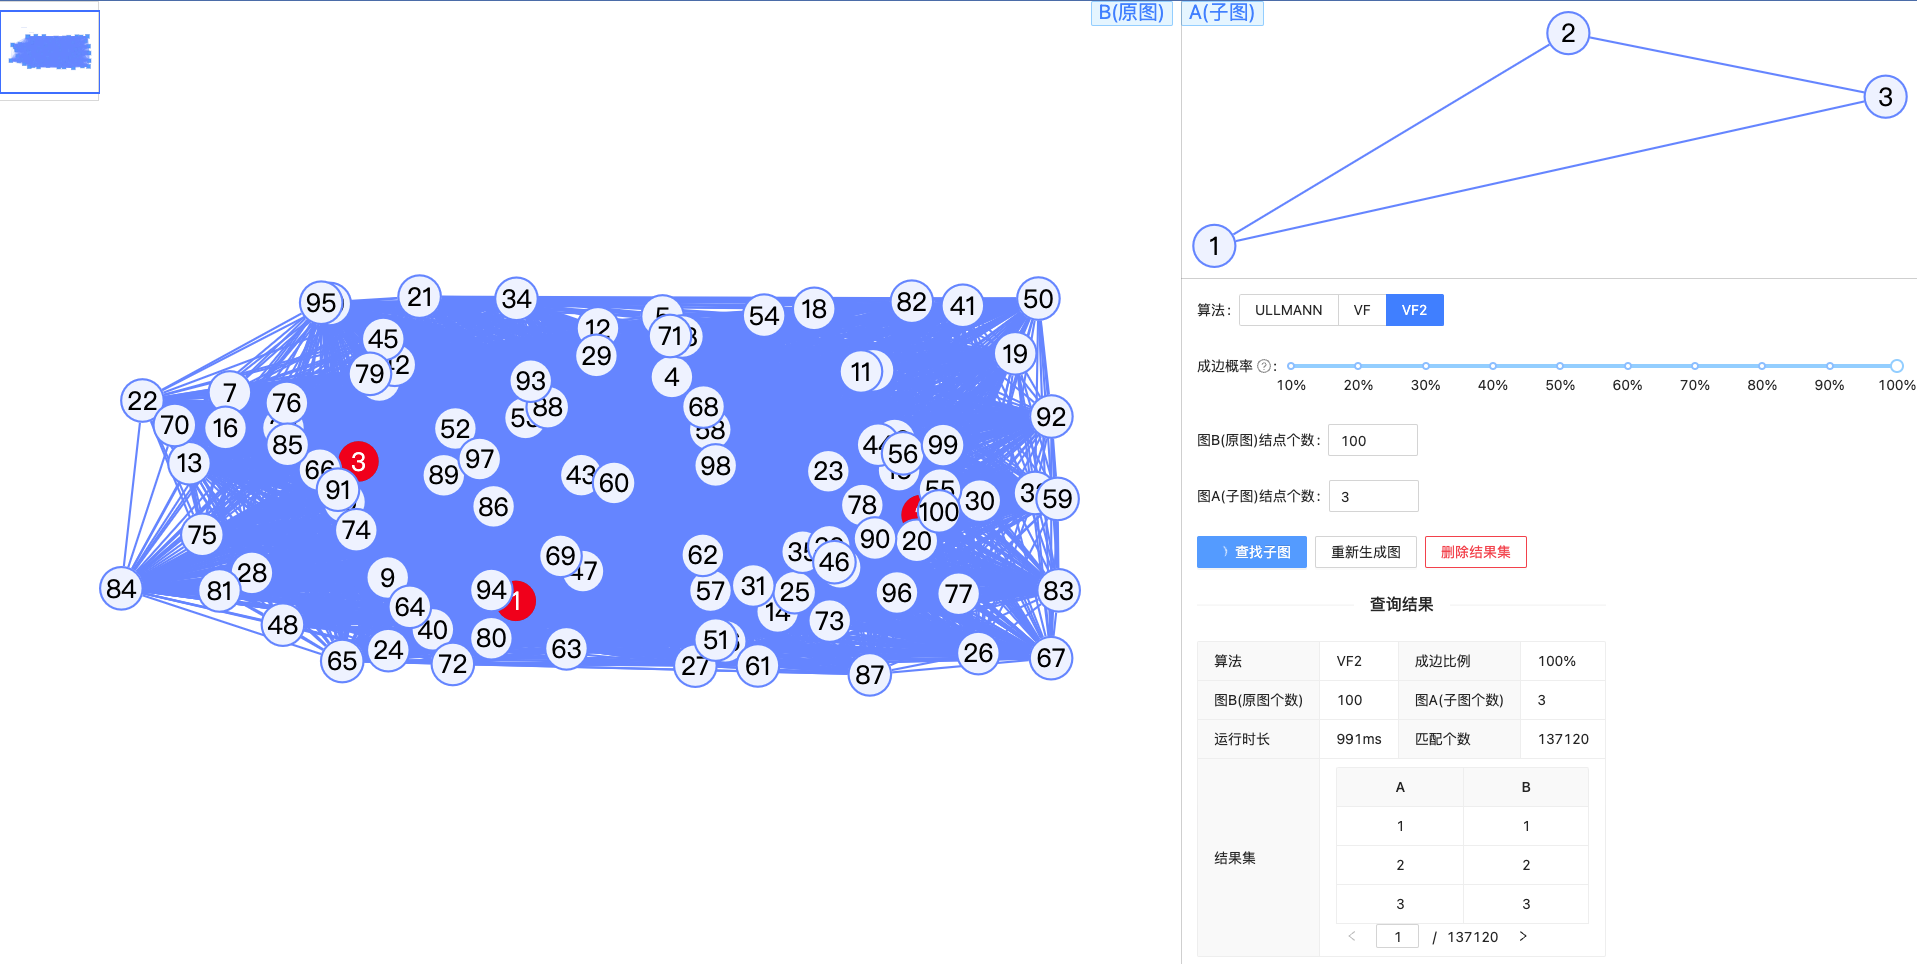 B(原图)
A(子图)
2
3
1
算法:
ULLMANN
VF
VF2
成边概率 ? :
10% 20% 30% 40% 50% 60% 70% 80% 90% 100%
图B(原图)结点个数: 100
图A(子图)结点个数: 3
查找子图
重新生成图
删除结果集
查询结果
算法 VF2 成边比例 100%
图B(原图个数) 100 图A(子图个数) 3
运行时长 991ms 匹配个数 137120
结果集
A B
1 1
2 2
3 3
< 1 / 137120 >
95 21 34 12 5 71 54 18 82 41 50
45 79 29 4 11 19
22 7 76 93 88 68 92
70 16 85 52 58 99
13 66 3 97 89 43 60 98 23 56
91 86 78 55 100 30 59
75 74 69 47 62 46 90 20
84 81 28 9 94 1 57 31 25 96 77 83
48 64 40 80 14 73
65 24 72 63 51 27 61 87 26 67